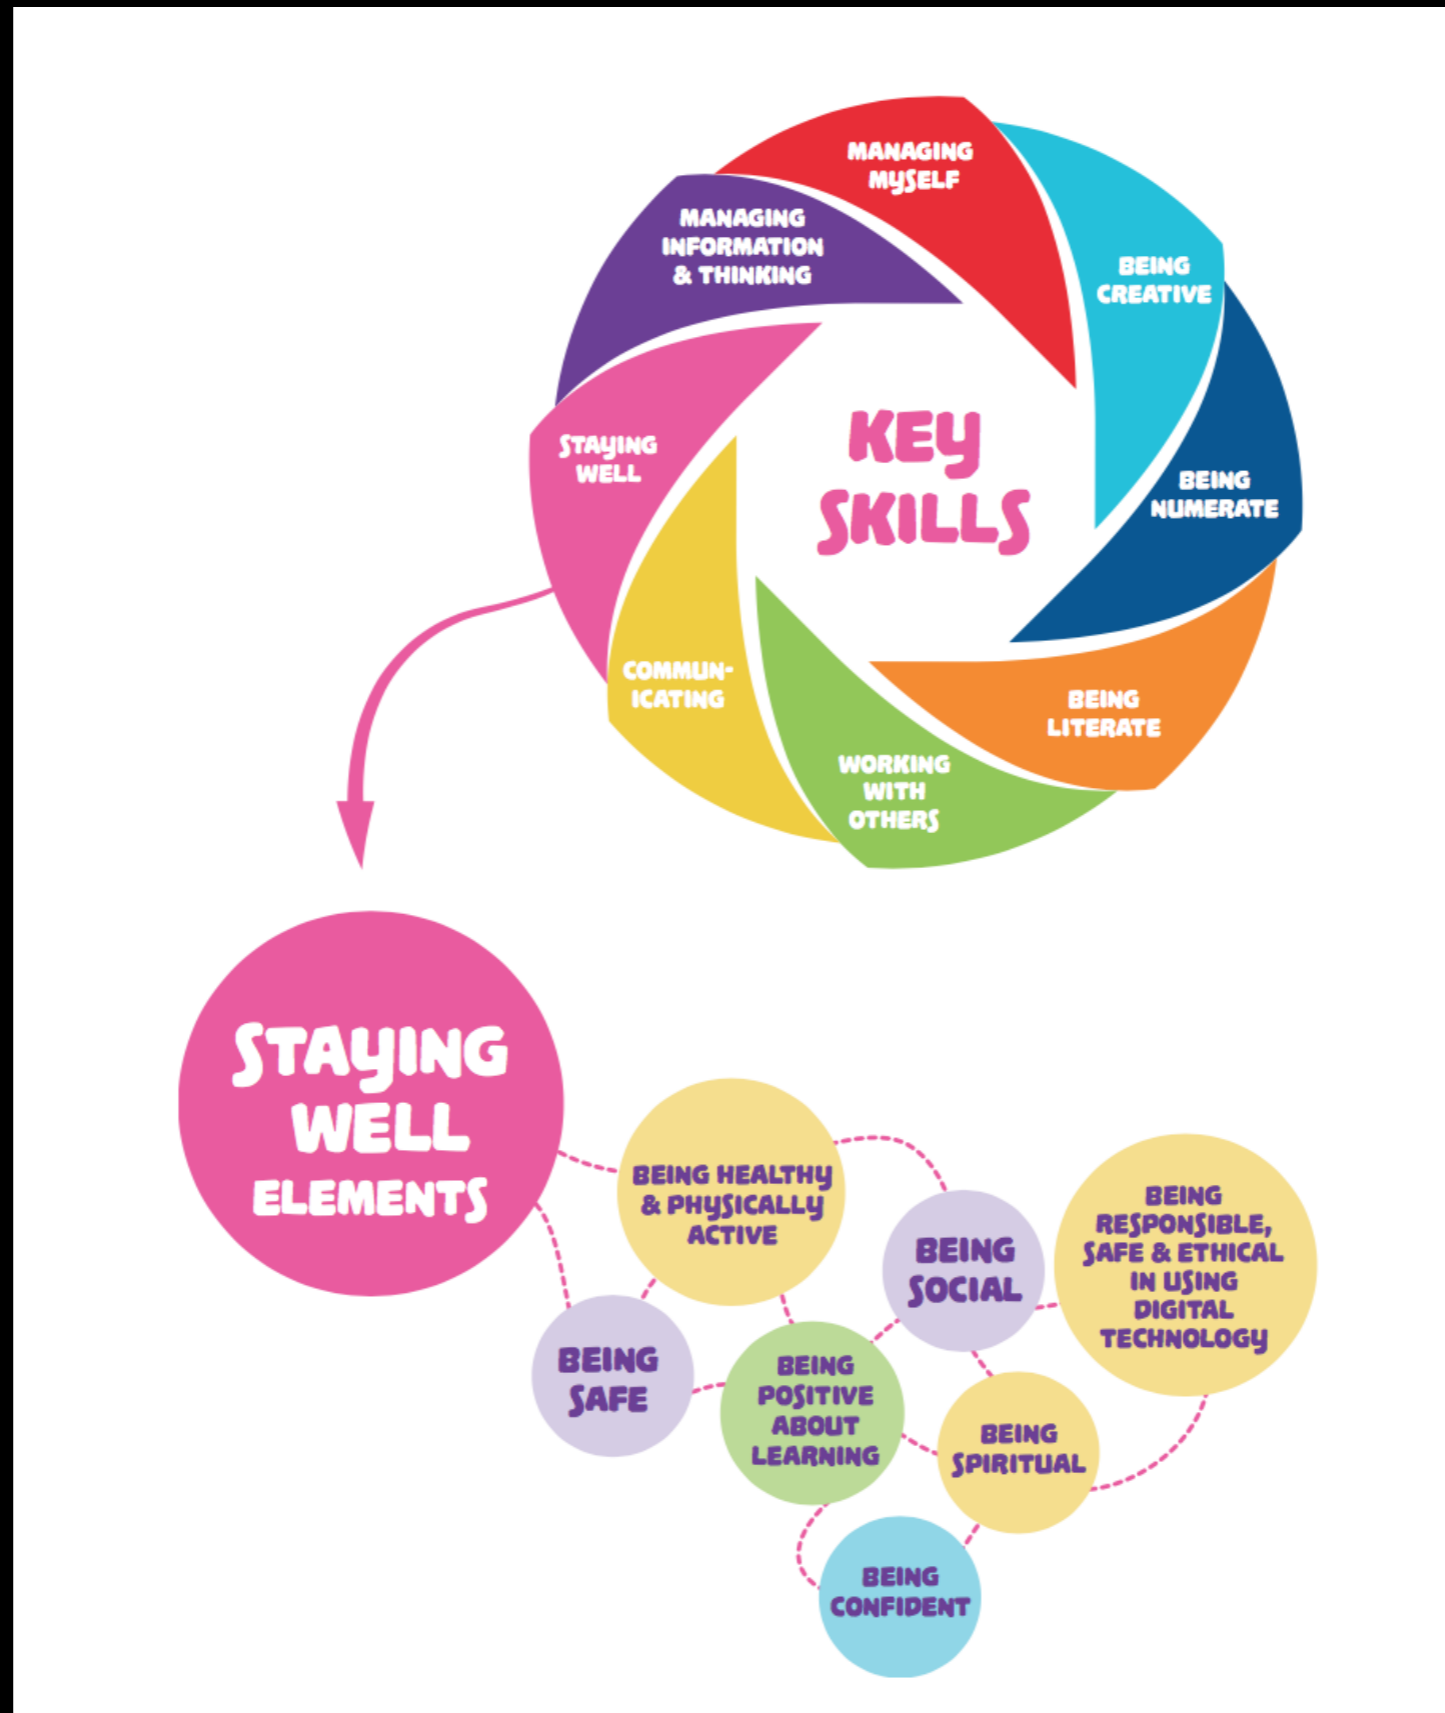 MANAGING
MYSELF
MANAGING
INFORMATION
& THINKING
BEING
CREATIVE
KEY
SKILLS
STAYING
WELL
BEING
NUMERATE
COMMUN-
ICATING
BEING
LITERATE
WORKING
WITH
OTHERS
STAYING
WELL
ELEMENTS
BEING HEALTHY
& PHYSICALLY
ACTIVE
BEING
SOCIAL
BEING
RESPONSIBLE,
SAFE & ETHICAL
IN USING
DIGITAL
TECHNOLOGY
BEING
SAFE
BEING
POSITIVE
ABOUT
LEARNING
BEING
SPIRITUAL
BEING
CONFIDENT